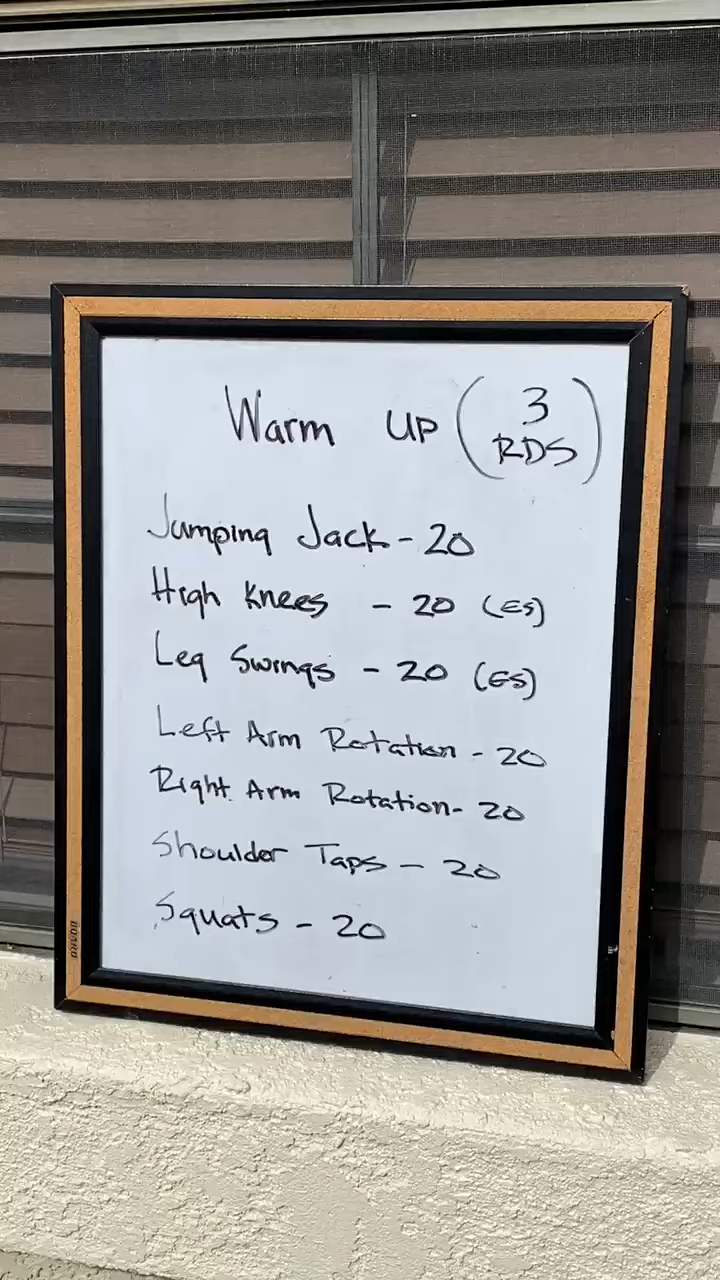 Warm UP (3 RDS)
Jumping Jack - 20
High Knees - 20 (ES)
Leg Swings - 20 (ES)
Left Arm Rotation - 20
Right Arm Rotation - 20
Shoulder Taps - 20
Squats - 20
BOARD